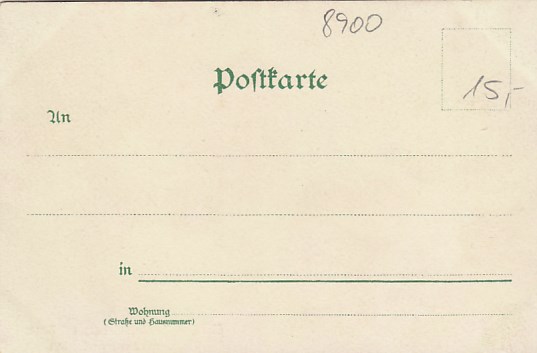 8900
Poſtkarte
15,-
An
in
Wohnung
(Straße und Hausnummer)